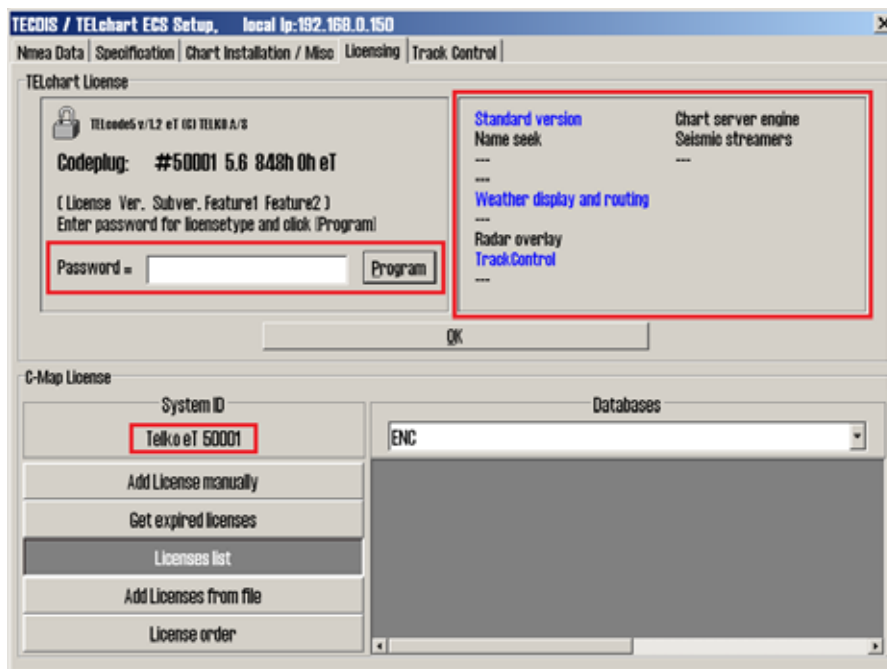 TECDIS / TELchart ECS Setup,    local Ip:192.168.0.150
Nmea Data Specification Chart Installation / Misc Licensing Track Control
TELchart License
TELcode5 v/1.2 eT (C) TELKO A/S
Codeplug: #50001 5.6 848h 0h eT
( License Ver. Subver. Feature1 Feature2 )
Enter password for licensetype and click |Program|
Password =
Program
Standard version
Name seek
---
---
Weather display and routing
---
Radar overlay
TrackControl
---
Chart server engine
Seismic streamers
---
OK
C-Map License
System ID
Telko eT 50001
Add License manually
Get expired licenses
Licenses list
Add Licenses from file
License order
Databases
ENC